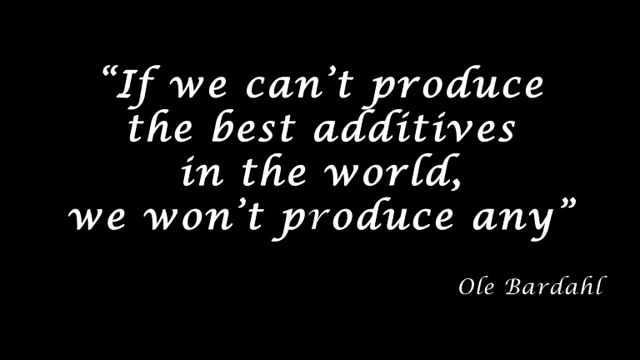 “If we can’t produce
the best additives
in the world,
we won’t produce any”
Ole Bardahl